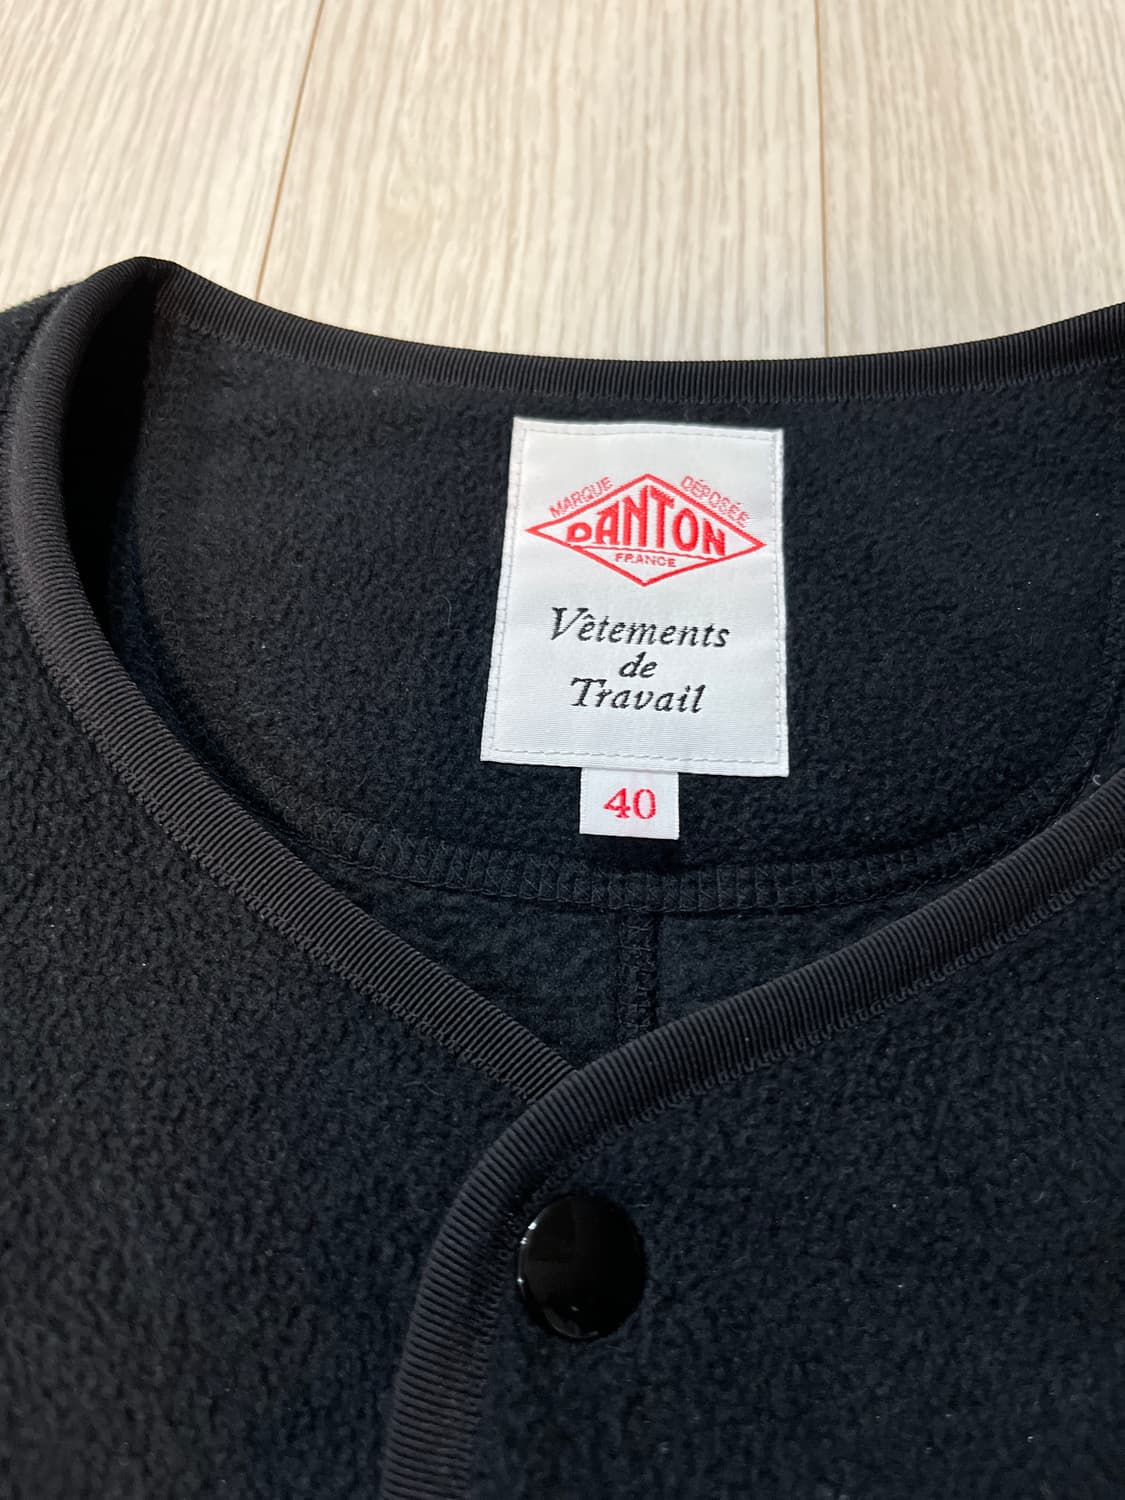 MARQUE DÉPOSÉE
DANTON
FRANCE
Vêtements
de
Travail
40